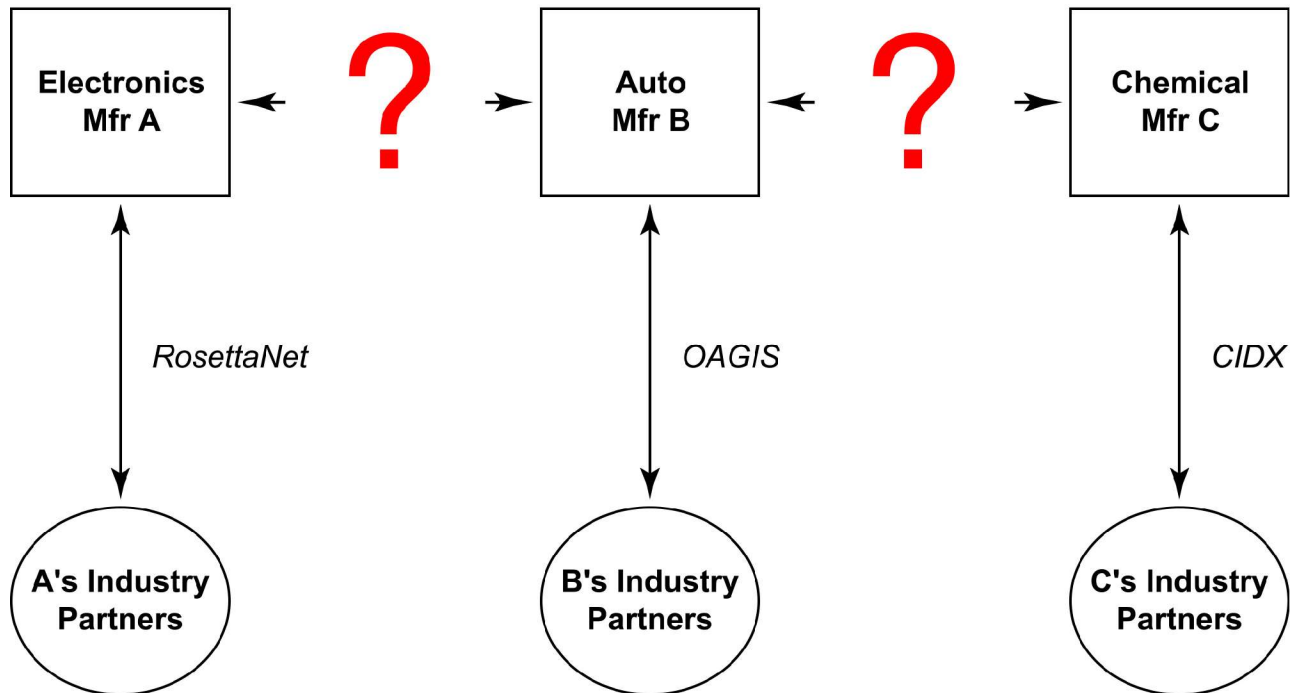 Electronics
Mfr A
?
Auto
Mfr B
?
Chemical
Mfr C
RosettaNet
OAGIS
CIDX
A's Industry
Partners
B's Industry
Partners
C's Industry
Partners